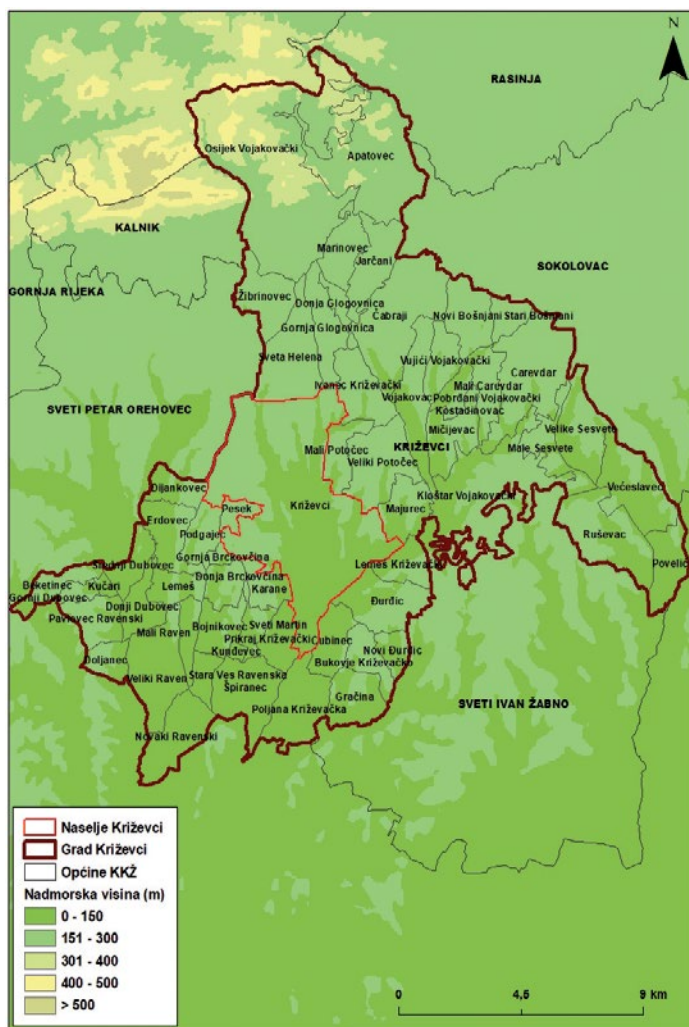 N
RASINJA
Osijek Vojakovački
Apatovec
KALNIK
Marinovec
Jarčani
SOKOLOVAC
GORNJA RIJEKA
Žibrinovec
Donja Glogovnica
Čabraji
Novi Bošnjani
Stari Bošnjani
Gornja Glogovnica
Sveta Helena
Vujići Vojakovački
Carevdar
Ivanec Križevački
Mali Carevdar
Vojakovac
Pobrđani Vojakovački
SVETI PETAR OREHOVEC
Kostadinovac
Mičijevac
Velike Sesvete
Mali Potočec
KRIŽEVCI
Male Sesvete
Veliki Potočec
Dijankovec
Večeslavec
Kloštar Vojakovački
Pesek
Križevci
Majurec
Erdovec
Podgajec
Ruševac
Gornja Brckovčina
Lemeš Križevački
Povelić
Srednji Dubovec
Beketinec
Kučari
Lemeš
Donja Brckovčina
Gornji Dubovec
Karane
Đurđic
Donji Dubovec
Pavlovec Ravenski
Mali Raven
Bojnikovec
Sveti Martin
Prikraj Križevački
Cubinec
Kunđevec
Novi Đurđic
Doljanec
Bukovje Križevačko
Veliki Raven
Stara Ves Ravenska
Špiranec
Gračina
SVETI IVAN ŽABNO
Poljana Križevačka
Novaki Ravenski
Naselje Križevci
Grad Križevci
Općine KKŽ
Nadmorska visina (m)
0 - 150
151 - 300
301 - 400
400 - 500
> 500
0 4,5 9 km